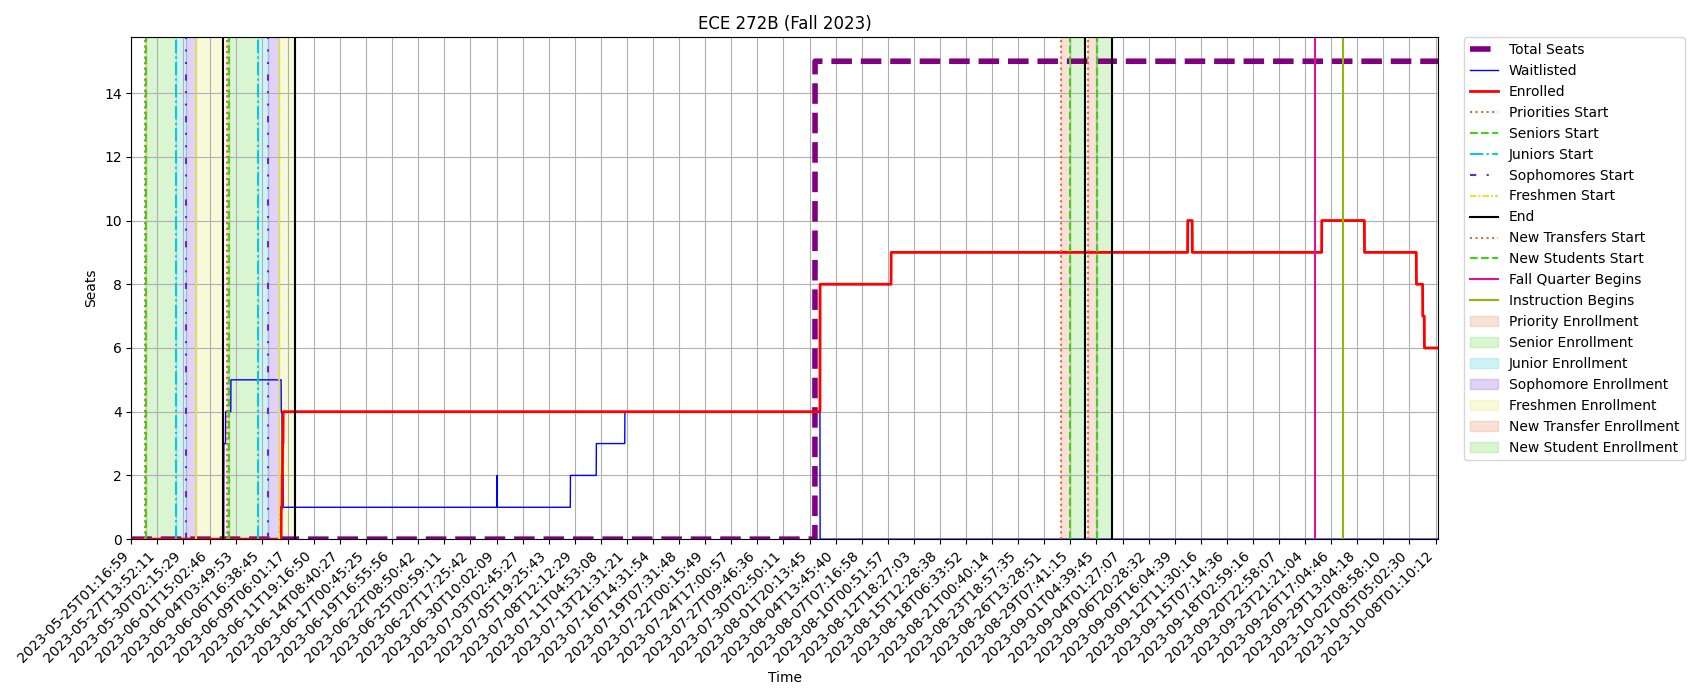 ECE 272B (Fall 2023)
Seats
14
12
10
8
6
4
2
0
2023-05-25T01:16:59
2023-05-27T13:52:11
2023-05-30T02:15:29
2023-06-01T15:02:46
2023-06-04T03:49:53
2023-06-06T16:38:45
2023-06-09T06:01:17
2023-06-11T19:16:50
2023-06-14T08:40:27
2023-06-17T00:45:25
2023-06-19T16:55:56
2023-06-22T08:50:42
2023-06-25T00:59:11
2023-06-27T17:25:42
2023-06-30T10:02:09
2023-07-03T02:45:27
2023-07-05T19:25:43
2023-07-08T12:12:29
2023-07-11T04:53:08
2023-07-13T21:31:21
2023-07-16T14:31:54
2023-07-19T07:31:48
2023-07-22T00:15:49
2023-07-24T17:00:57
2023-07-27T09:46:36
2023-07-30T02:50:11
2023-08-01T20:13:45
2023-08-04T13:45:40
2023-08-07T07:16:58
2023-08-10T00:51:57
2023-08-12T18:27:03
2023-08-15T12:28:38
2023-08-18T06:33:52
2023-08-21T00:40:14
2023-08-23T18:57:35
2023-08-26T13:28:51
2023-08-29T07:41:15
2023-09-01T04:39:45
2023-09-04T01:27:07
2023-09-06T20:28:32
2023-09-09T16:04:39
2023-09-12T11:30:16
2023-09-15T07:14:36
2023-09-18T02:59:16
2023-09-20T22:58:07
2023-09-23T21:21:04
2023-09-26T17:04:46
2023-09-29T13:04:18
2023-10-02T08:58:10
2023-10-05T05:02:30
2023-10-08T01:10:12
Time
Total Seats
Waitlisted
Enrolled
Priorities Start
Seniors Start
Juniors Start
Sophomores Start
Freshmen Start
End
New Transfers Start
New Students Start
Fall Quarter Begins
Instruction Begins
Priority Enrollment
Senior Enrollment
Junior Enrollment
Sophomore Enrollment
Freshmen Enrollment
New Transfer Enrollment
New Student Enrollment